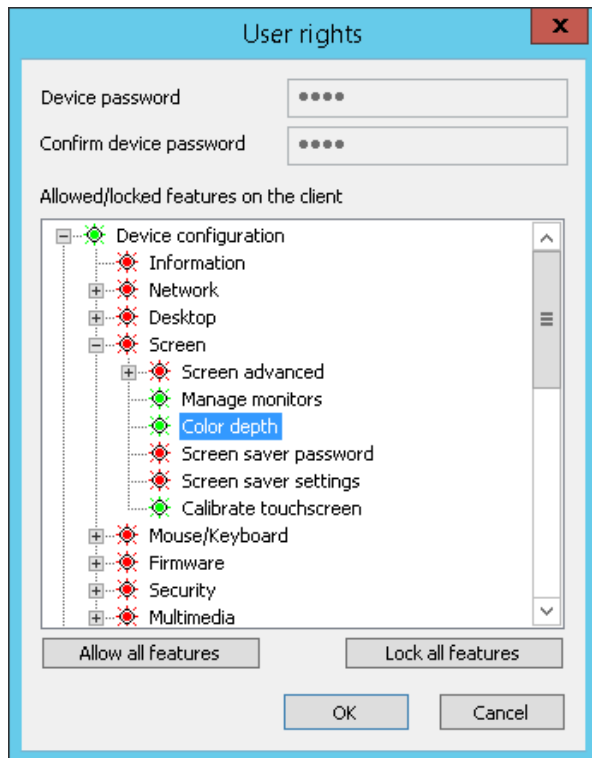 User rights
x
Device password ●●●●
Confirm device password ●●●●
Allowed/locked features on the client
Device configuration
Information
Network
Desktop
Screen
Screen advanced
Manage monitors
Color depth
Screen saver password
Screen saver settings
Calibrate touchscreen
Mouse/Keyboard
Firmware
Security
Multimedia
Allow all features Lock all features
OK Cancel